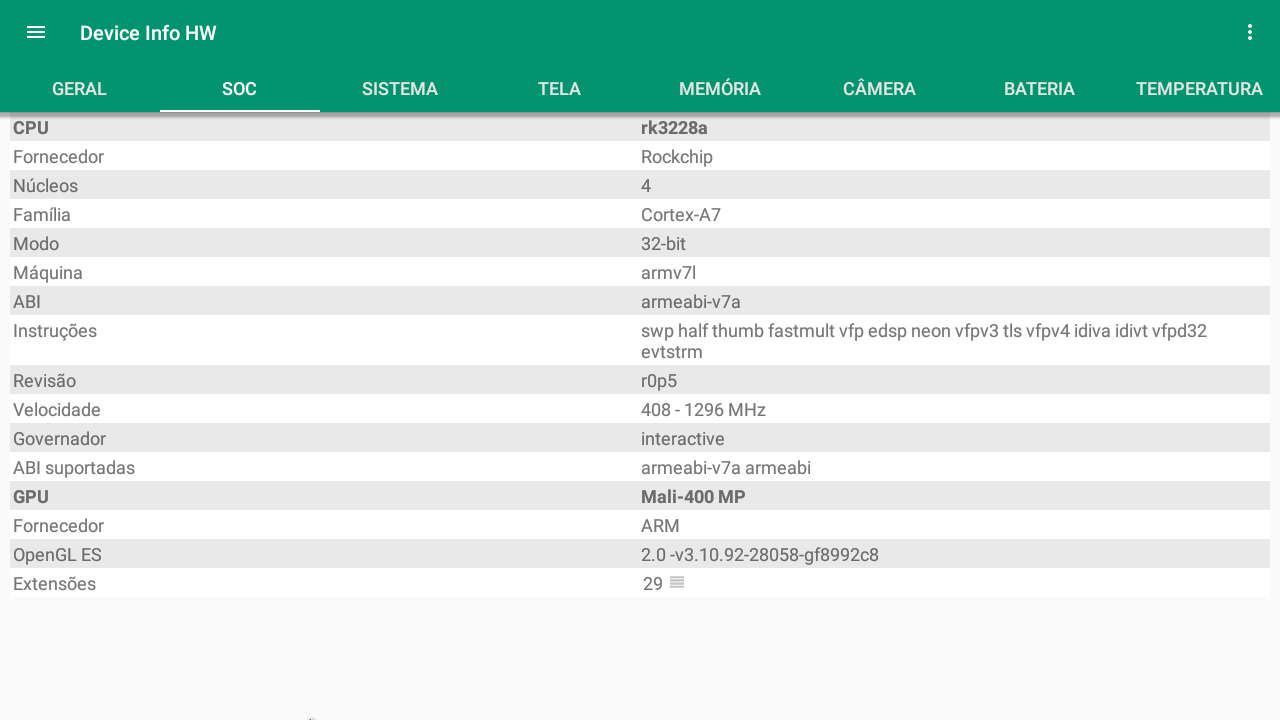 Device Info HW
GERAL SOC SISTEMA TELA MEMÓRIA CÂMERA BATERIA TEMPERATURA
CPU rk3228a
Fornecedor Rockchip
Núcleos 4
Família Cortex-A7
Modo 32-bit
Máquina armv7l
ABI armeabi-v7a
Instruções swp half thumb fastmult vfp edsp neon vfpv3 tls vfpv4 idiva idivt vfpd32
evtstrm
Revisão r0p5
Velocidade 408 - 1296 MHz
Governador interactive
ABI suportadas armeabi-v7a armeabi
GPU Mali-400 MP
Fornecedor ARM
OpenGL ES 2.0 -v3.10.92-28058-gf8992c8
Extensões 29